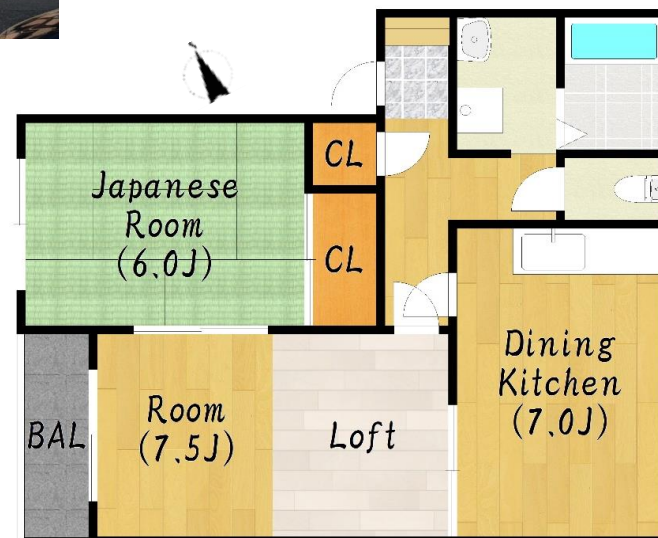 CL
Japanese
Room
(6.0J)
CL
Dining
Kitchen
(7.0J)
Room
(7.5J)
Loft
BAL